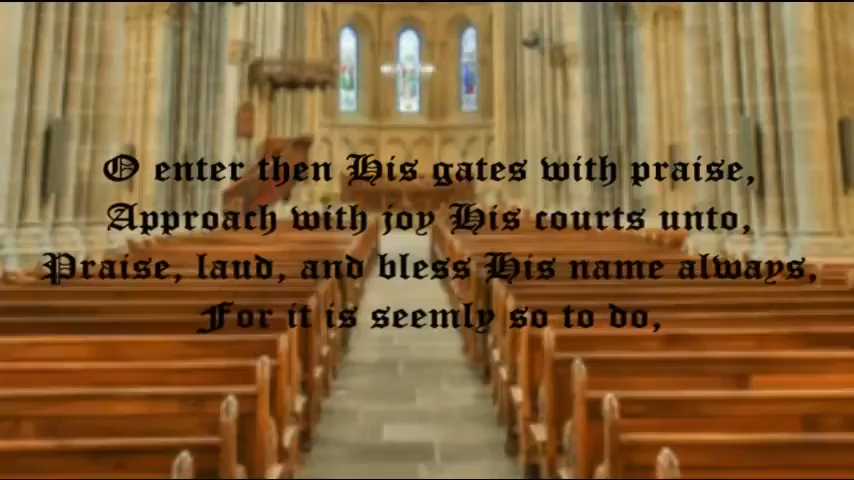 O enter then His gates with praise,
Approach with joy His courts unto,
Praise, laud, and bless His name always,
For it is seemly so to do,